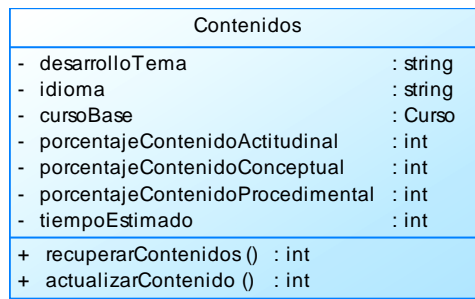 Contenidos
- desarrolloTema : string
- idioma : string
- cursoBase : Curso
- porcentajeContenidoActitudinal : int
- porcentajeContenidoConceptual : int
- porcentajeContenidoProcedimental : int
- tiempoEstimado : int
+ recuperarContenidos () : int
+ actualizarContenido () : int